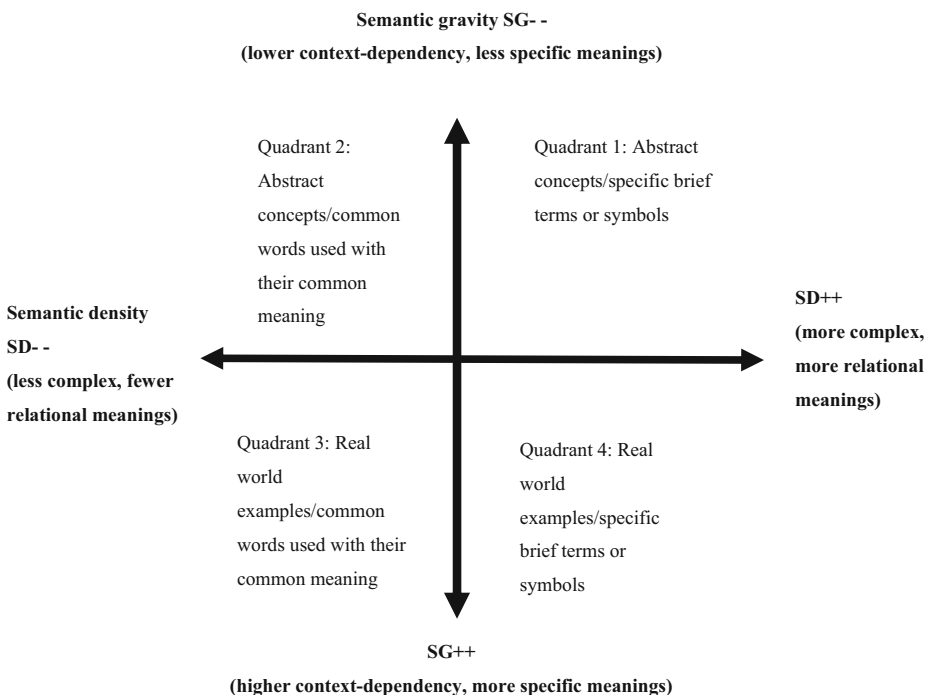 Semantic gravity SG- -
(lower context-dependency, less specific meanings)
Quadrant 2:
Abstract
concepts/common
words used with
their common
meaning
Quadrant 1: Abstract
concepts/specific brief
terms or symbols
Semantic density
SD- -
(less complex, fewer
relational meanings)
SD++
(more complex,
more relational
meanings)
Quadrant 3: Real
world
examples/common
words used with their
common meaning
Quadrant 4: Real
world
examples/specific
brief terms or
symbols
SG++
(higher context-dependency, more specific meanings)